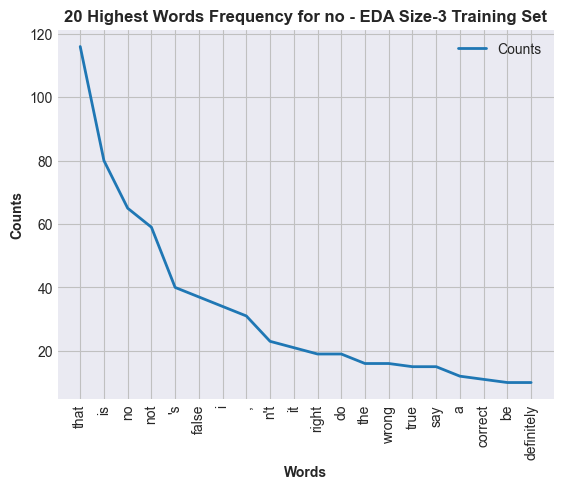 20 Highest Words Frequency for no - EDA Size-3 Training Set
Counts
120
100
80
60
40
20
Counts
that
is
no
not
's
false
i
,
n't
it
right
do
the
wrong
true
say
a
correct
be
definitely
Words